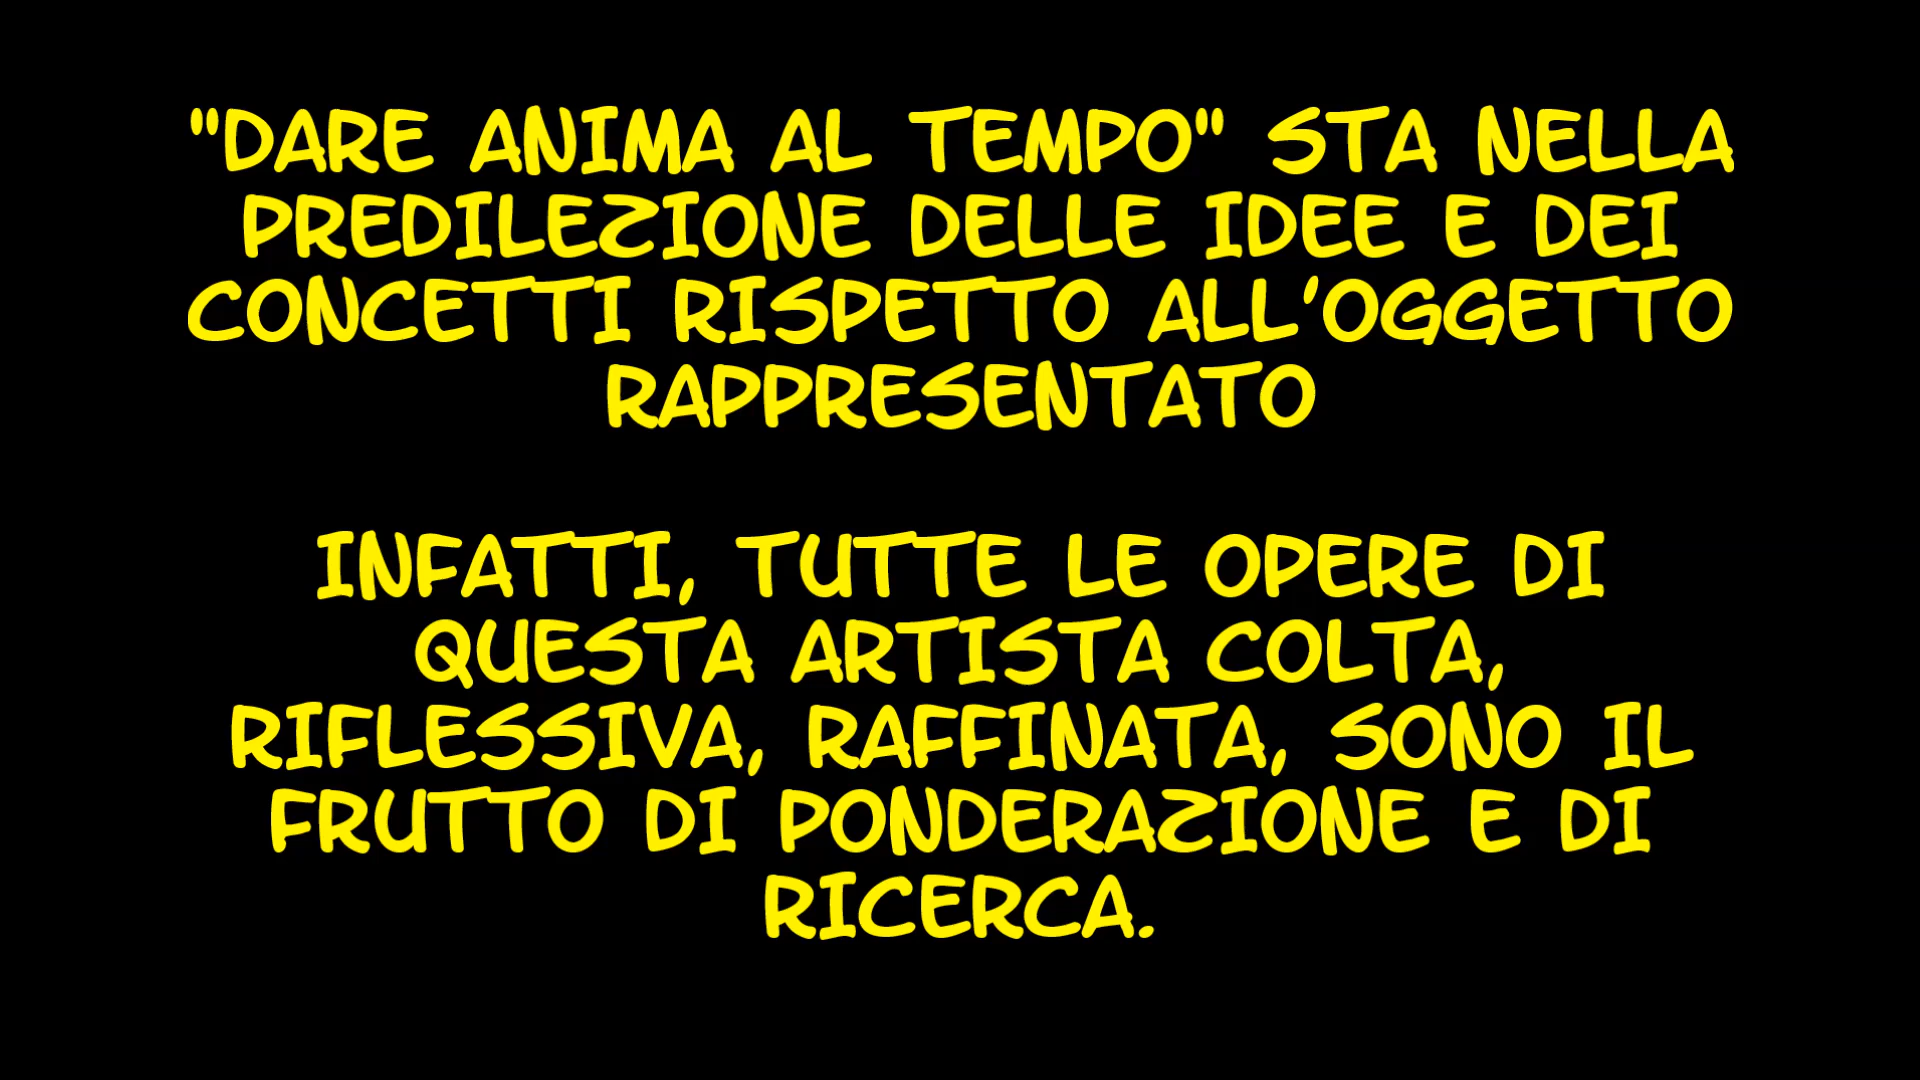 "DARE ANIMA AL TEMPO" STA NELLA
PREDILEZIONE DELLE IDEE E DEI
CONCETTI RISPETTO ALL'OGGETTO
RAPPRESENTATO
INFATTI, TUTTE LE OPERE DI
QUESTA ARTISTA COLTA,
RIFLESSIVA, RAFFINATA, SONO IL
FRUTTO DI PONDERAZIONE E DI
RICERCA.